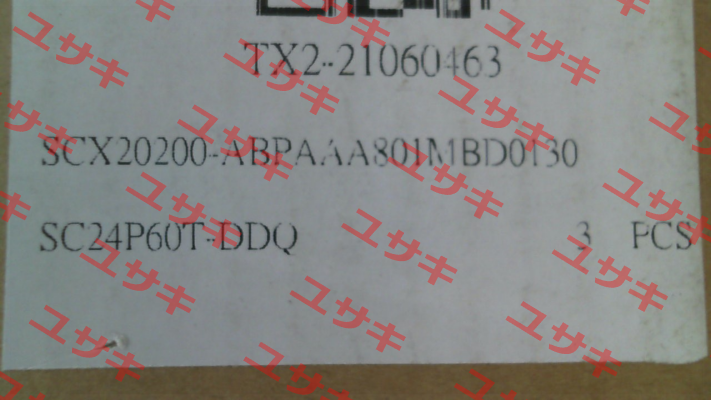 TX2-21060463
SCX20200-ABPAAA801MBD0130
SC24P60T-DDQ 3 PCS
ユサキ